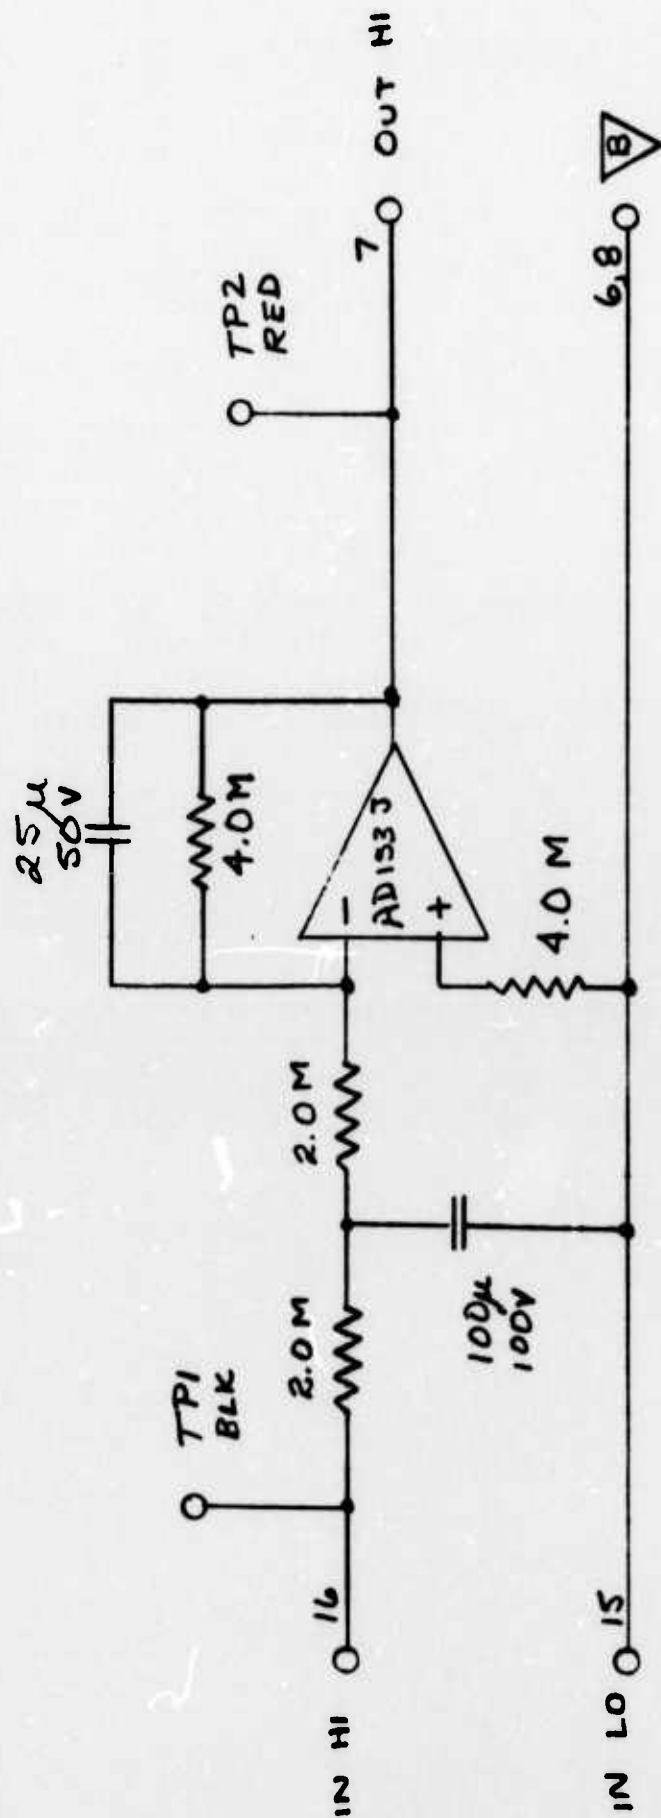 25µ
50V
4.0M
TP2
RED
7
OUT HI
TP1
BLK
2.0M
2.0M
−
AD153J
+
4.0M
16
IN HI
100µ
100V
15
IN LO
6,8
B